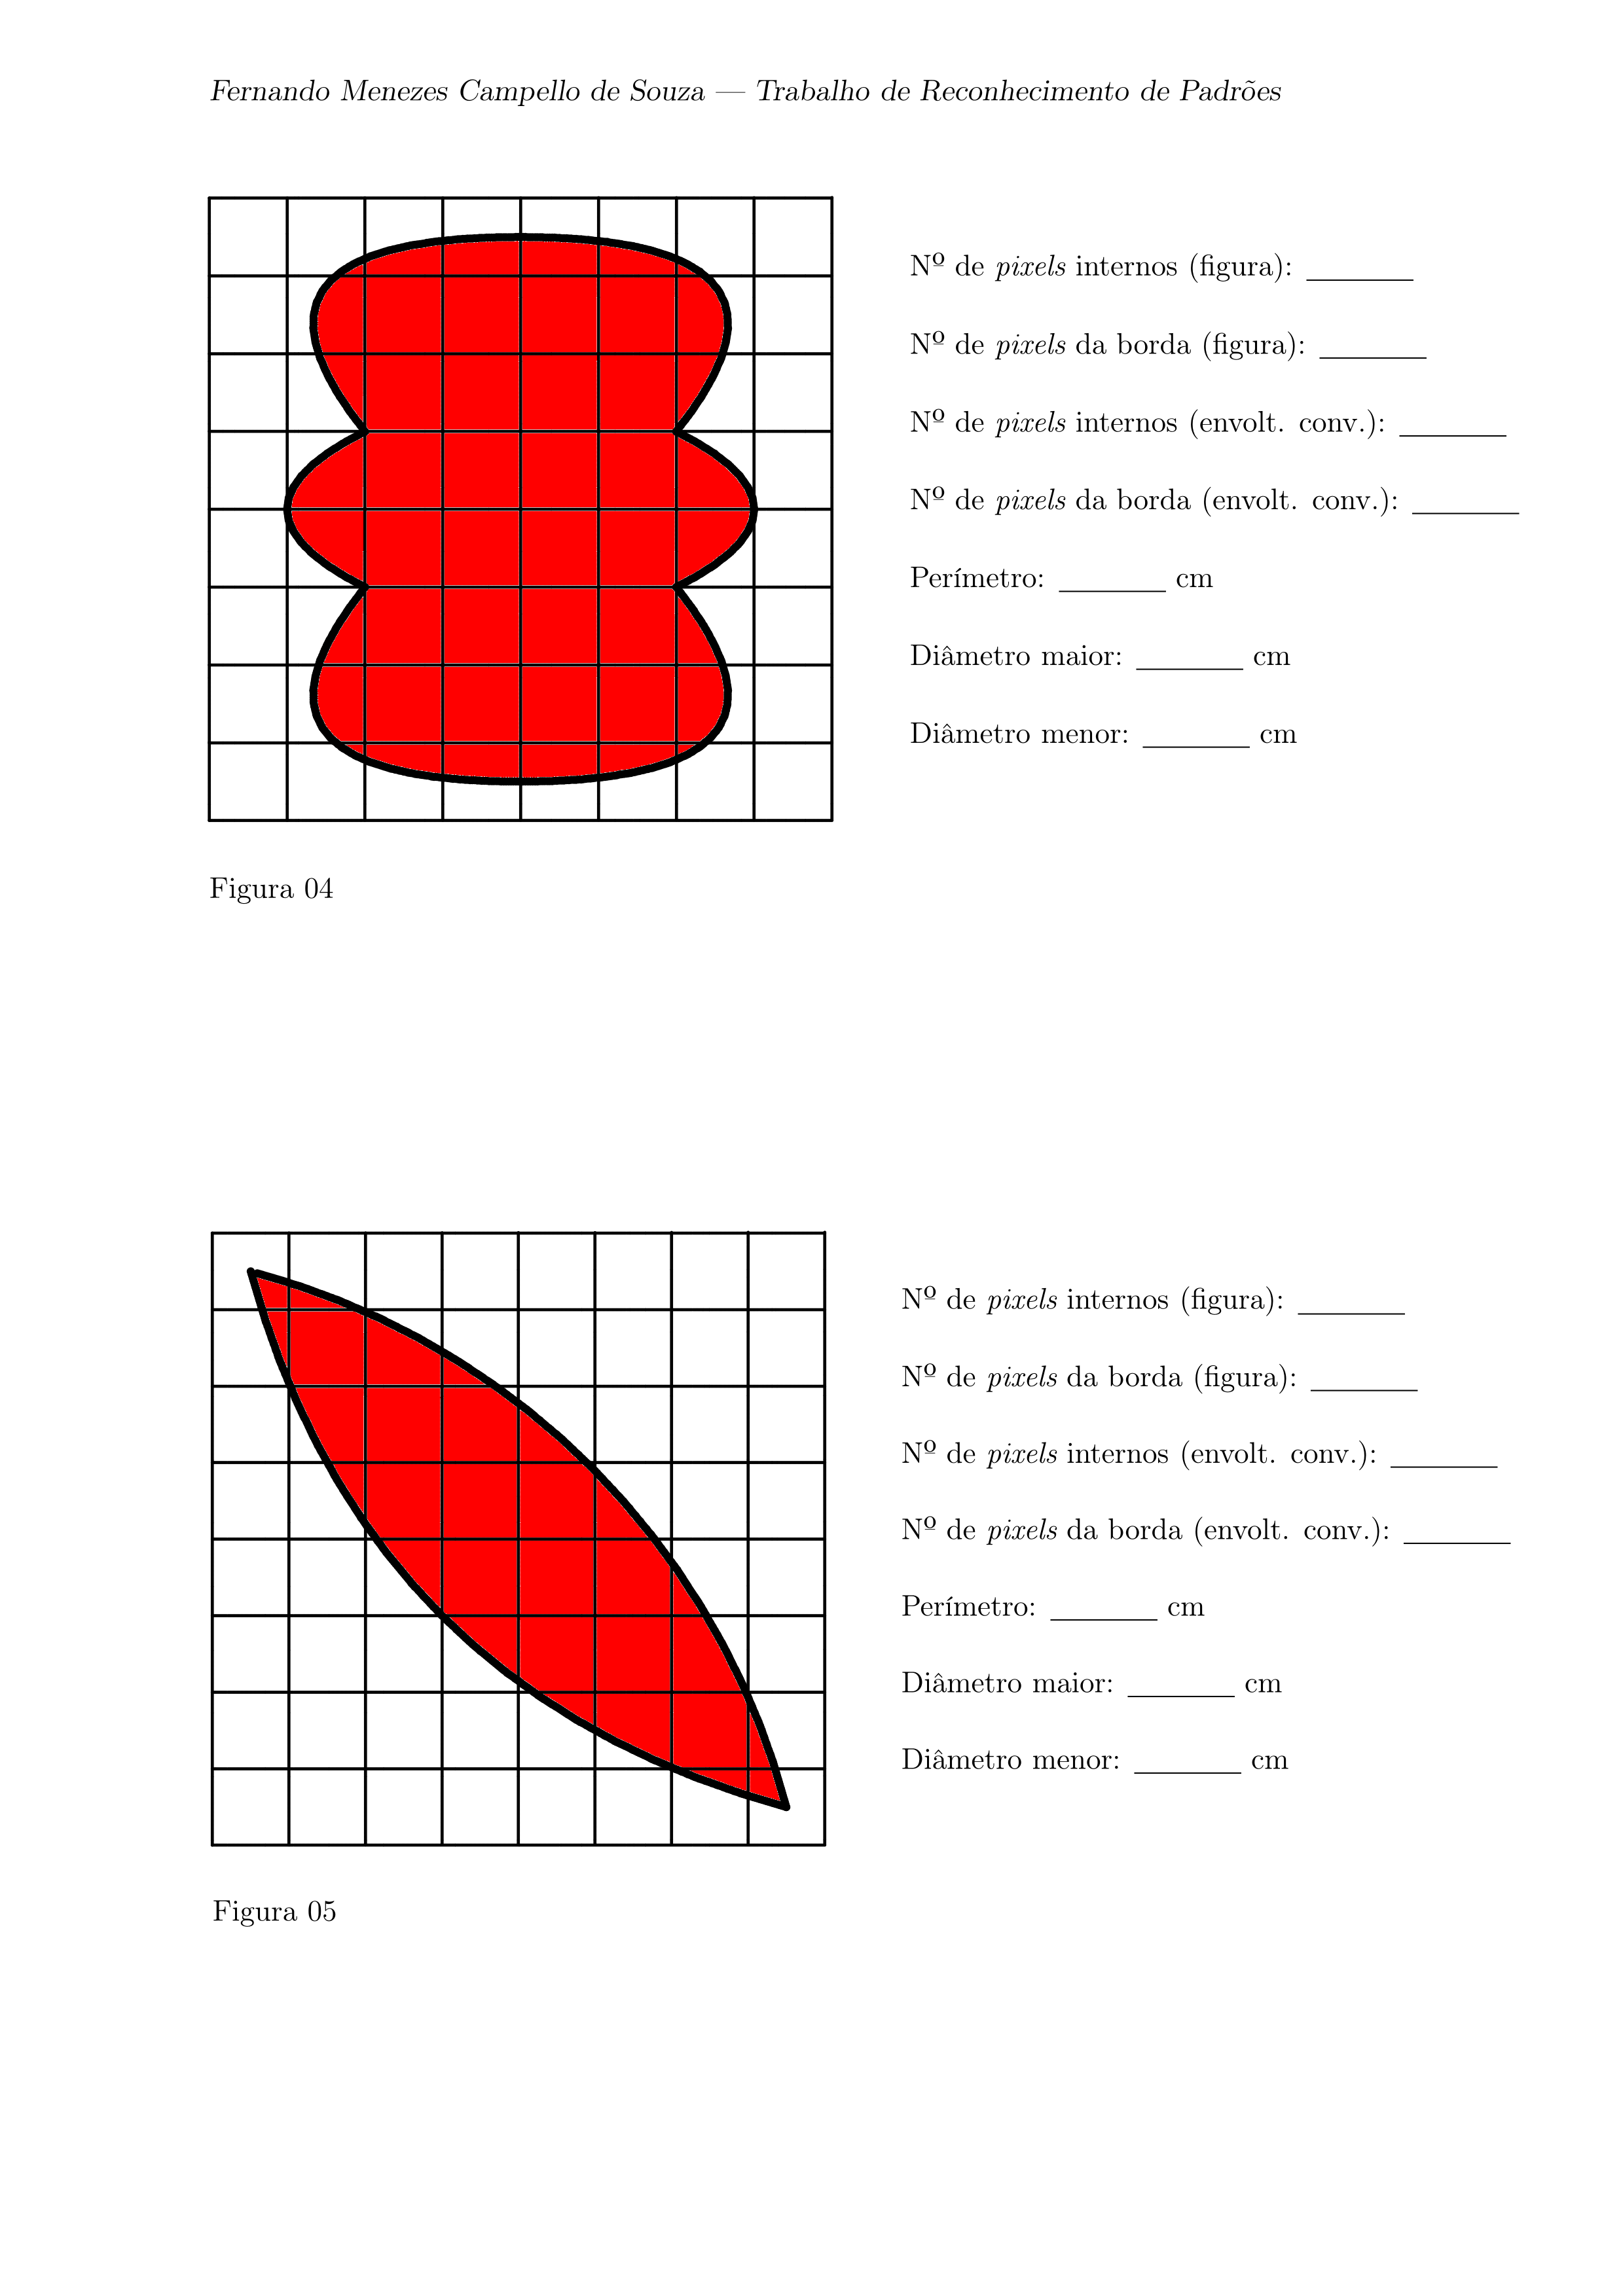 Fernando Menezes Campello de Souza — Trabalho de Reconhecimento de Padrões
Nº de pixels internos (figura): _______
Nº de pixels da borda (figura): _______
Nº de pixels internos (envolt. conv.): _______
Nº de pixels da borda (envolt. conv.): _______
Perímetro: _______ cm
Diâmetro maior: _______ cm
Diâmetro menor: _______ cm
Figura 04
Nº de pixels internos (figura): _______
Nº de pixels da borda (figura): _______
Nº de pixels internos (envolt. conv.): _______
Nº de pixels da borda (envolt. conv.): _______
Perímetro: _______ cm
Diâmetro maior: _______ cm
Diâmetro menor: _______ cm
Figura 05